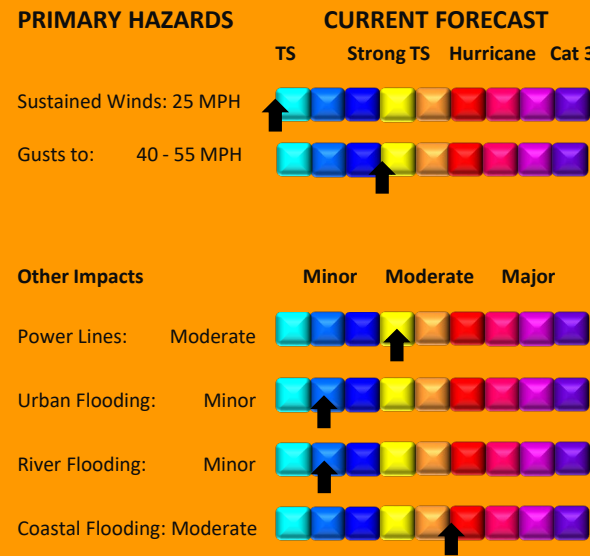 PRIMARY HAZARDS CURRENT FORECAST
TS Strong TS Hurricane Cat 3
Sustained Winds: 25 MPH
Gusts to: 40 - 55 MPH
Other Impacts Minor Moderate Major
Power Lines: Moderate
Urban Flooding: Minor
River Flooding: Minor
Coastal Flooding: Moderate